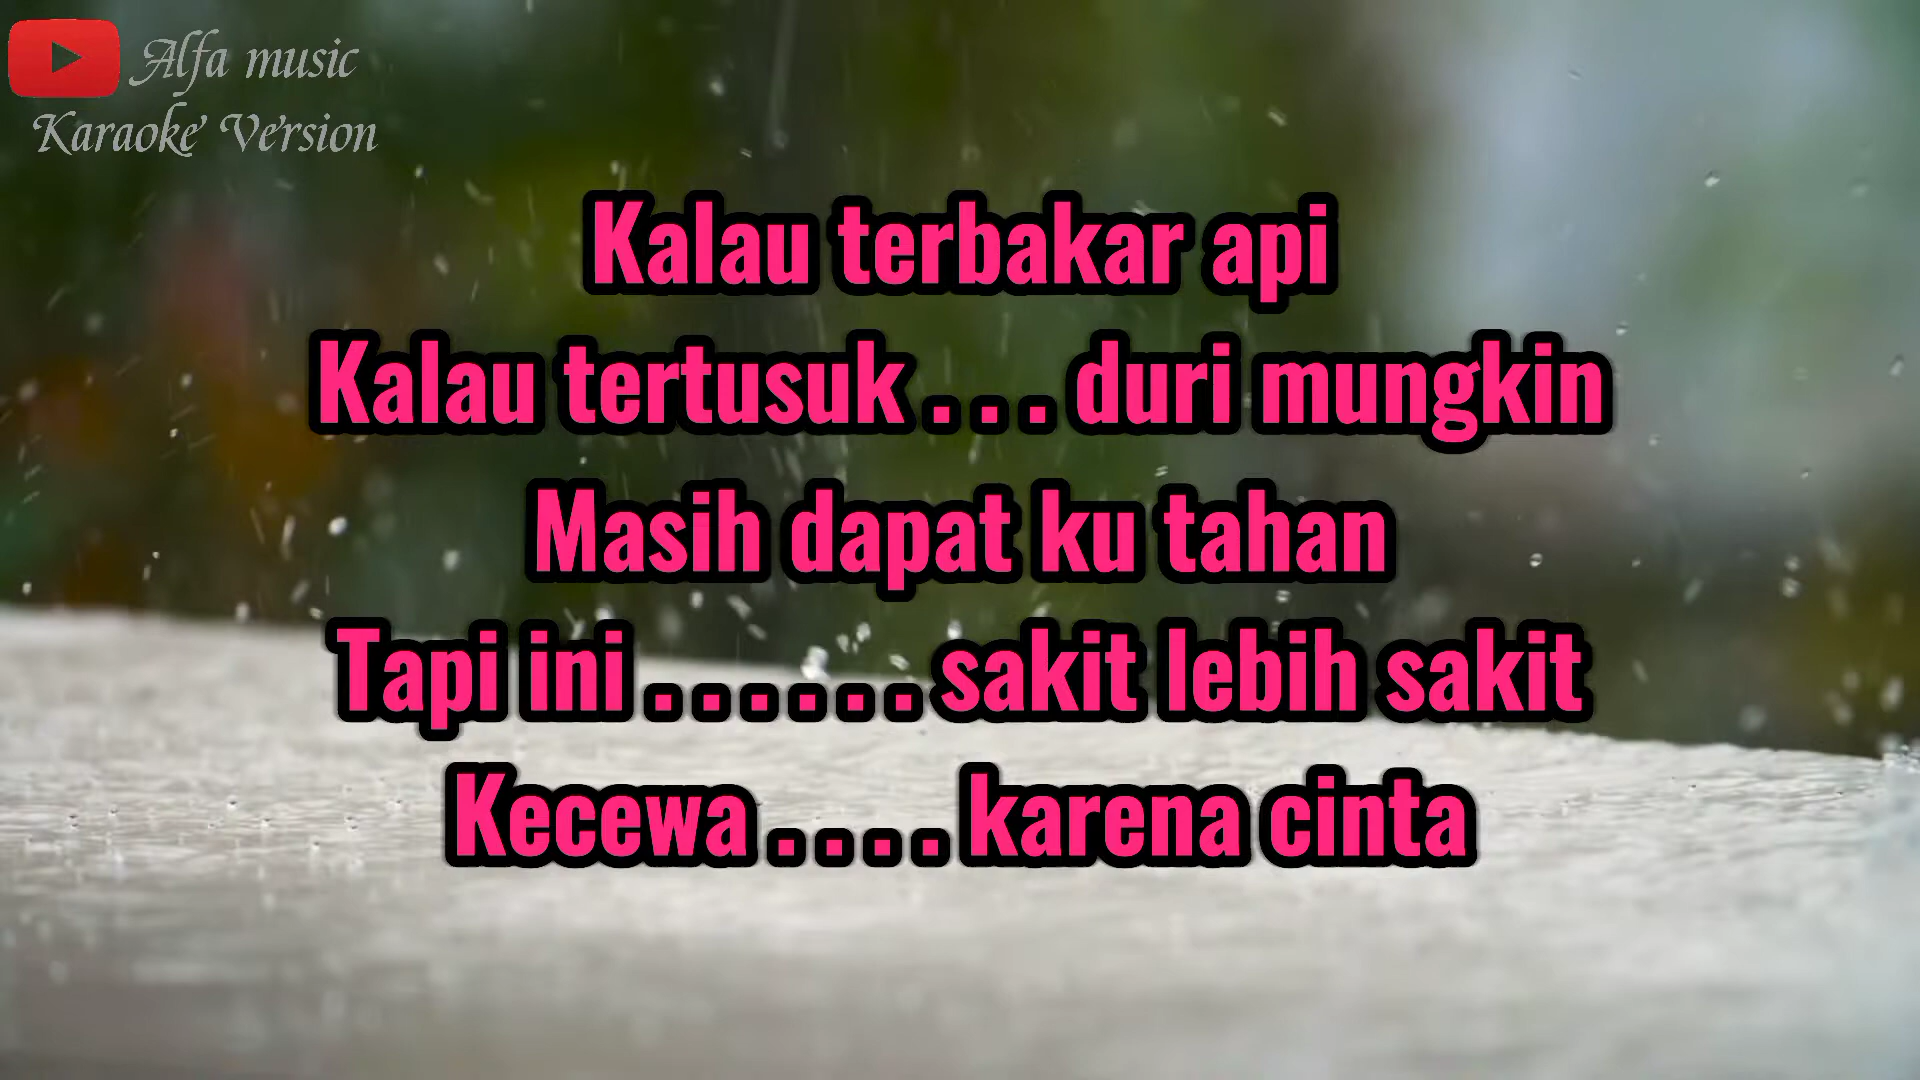 Alfa music
Karaoke Version
Kalau terbakar api
Kalau tertusuk . . . duri mungkin
Masih dapat ku tahan
Tapi ini . . . . . . sakit lebih sakit
Kecewa . . . . karena cinta